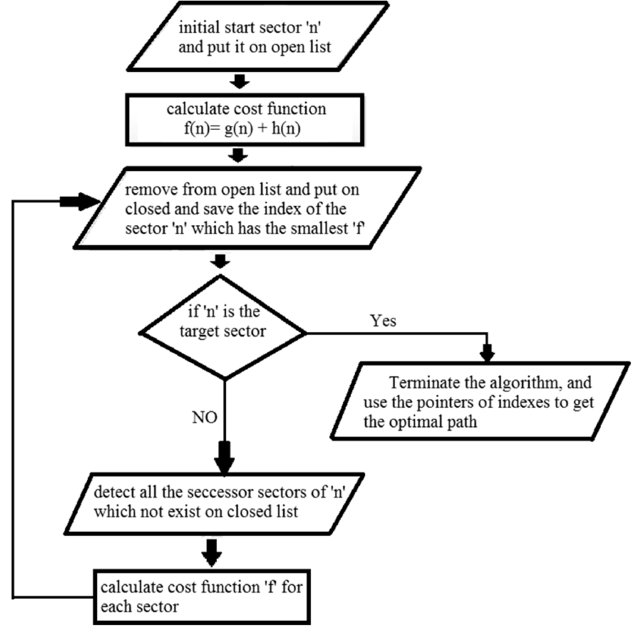 initial start sector 'n'
and put it on open list
calculate cost function
f(n)= g(n) + h(n)
remove from open list and put on
closed and save the index of the
sector 'n' which has the smallest 'f'
if 'n' is the
target sector
Yes
Terminate the algorithm, and
use the pointers of indexes to get
the optimal path
NO
detect all the seccessor sectors of 'n'
which not exist on closed list
calculate cost function 'f' for
each sector